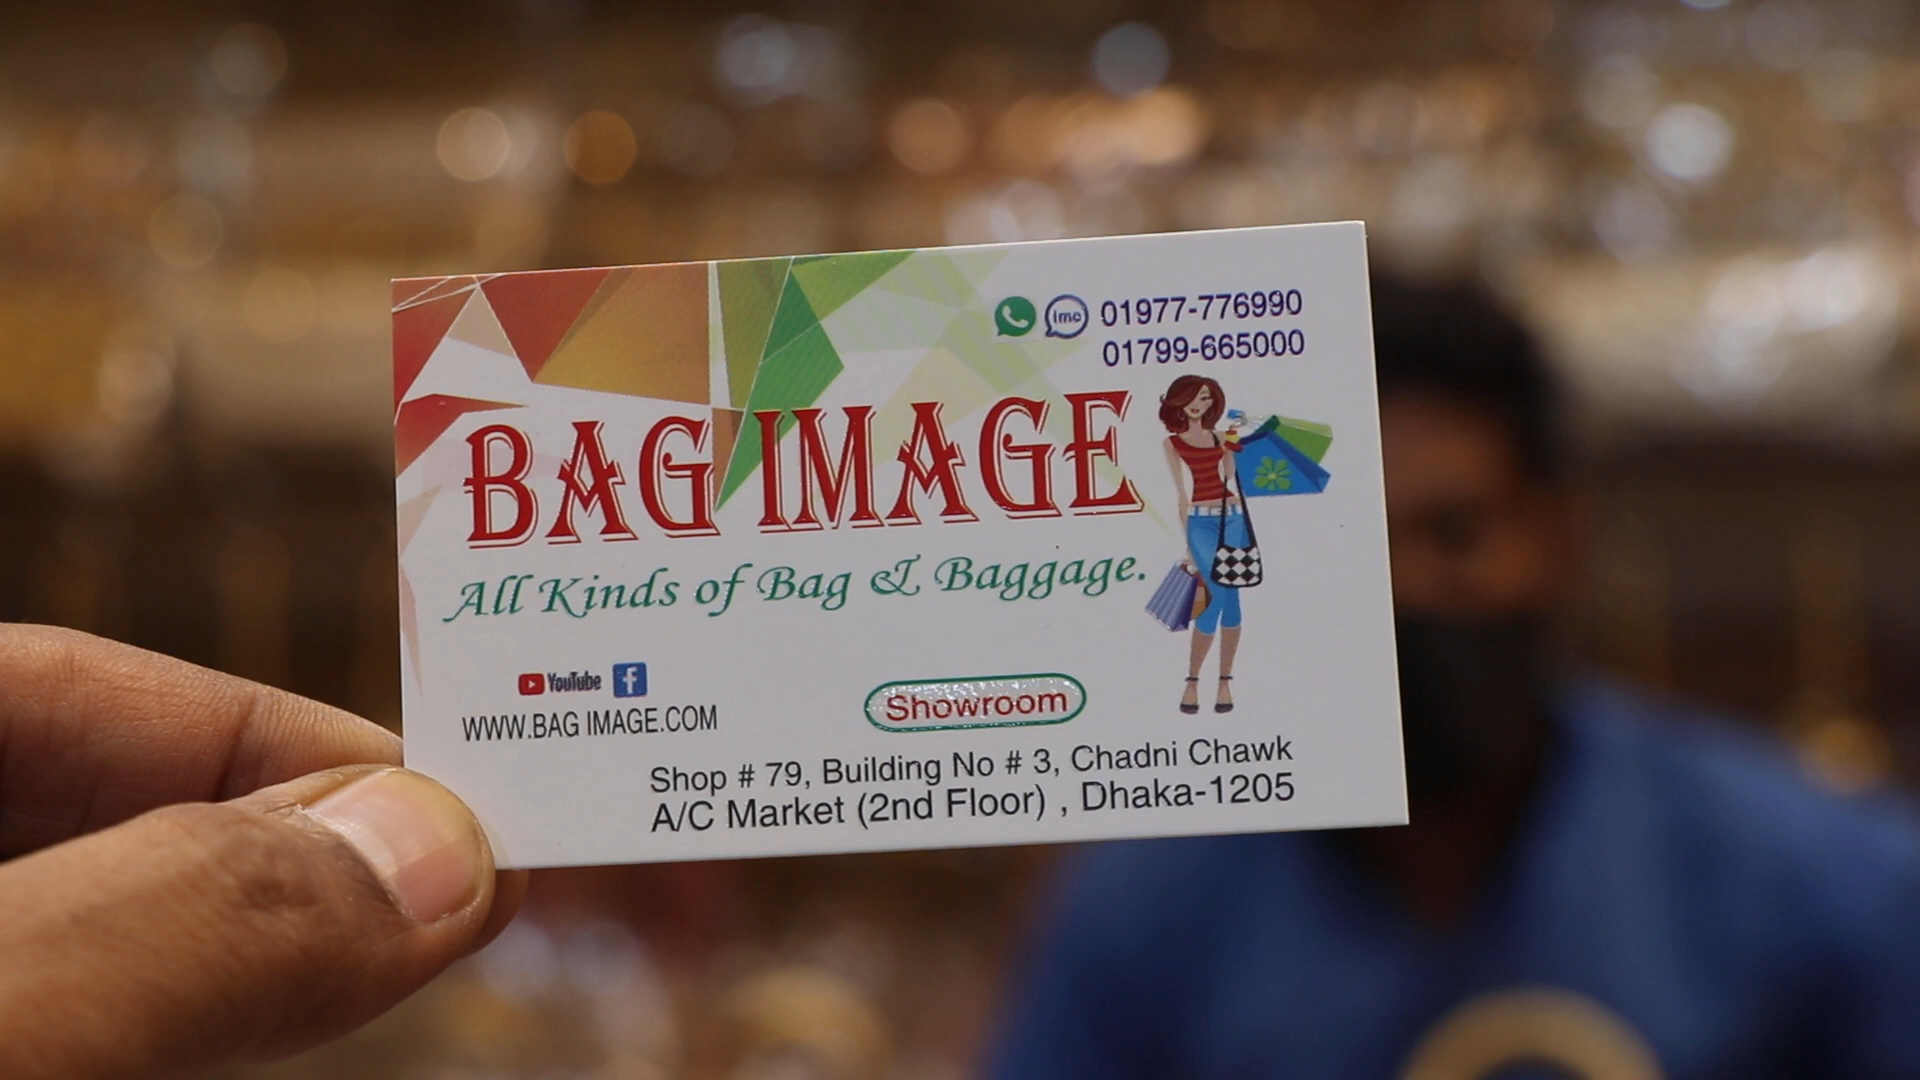 imo 01977-776990
01799-665000
BAG IMAGE
All Kinds of Bag & Baggage.
YouTube f
WWW.BAG IMAGE.COM
Showroom
Shop # 79, Building No # 3, Chadni Chawk
A/C Market (2nd Floor) , Dhaka-1205